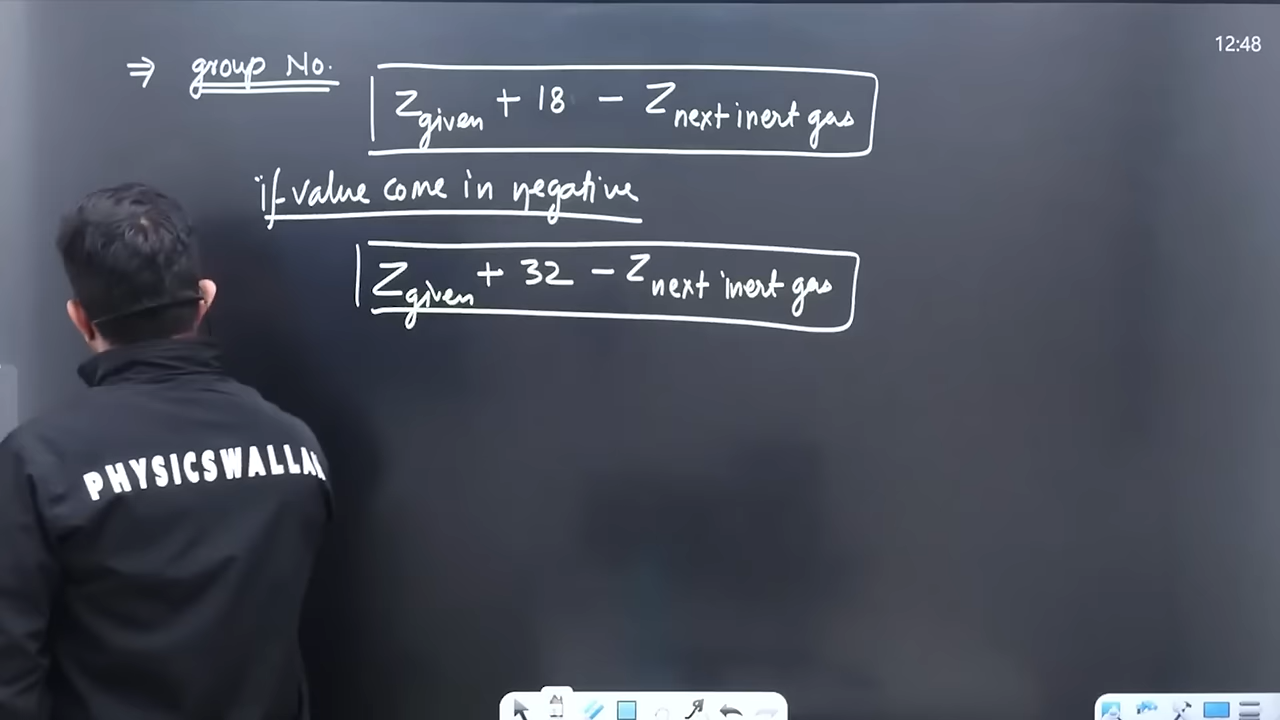 12:48
⇒ group No.
Zgiven + 18 − Znext inert gas
if value come in negative
Zgiven + 32 − Znext inert gas
PHYSICSWALLAH